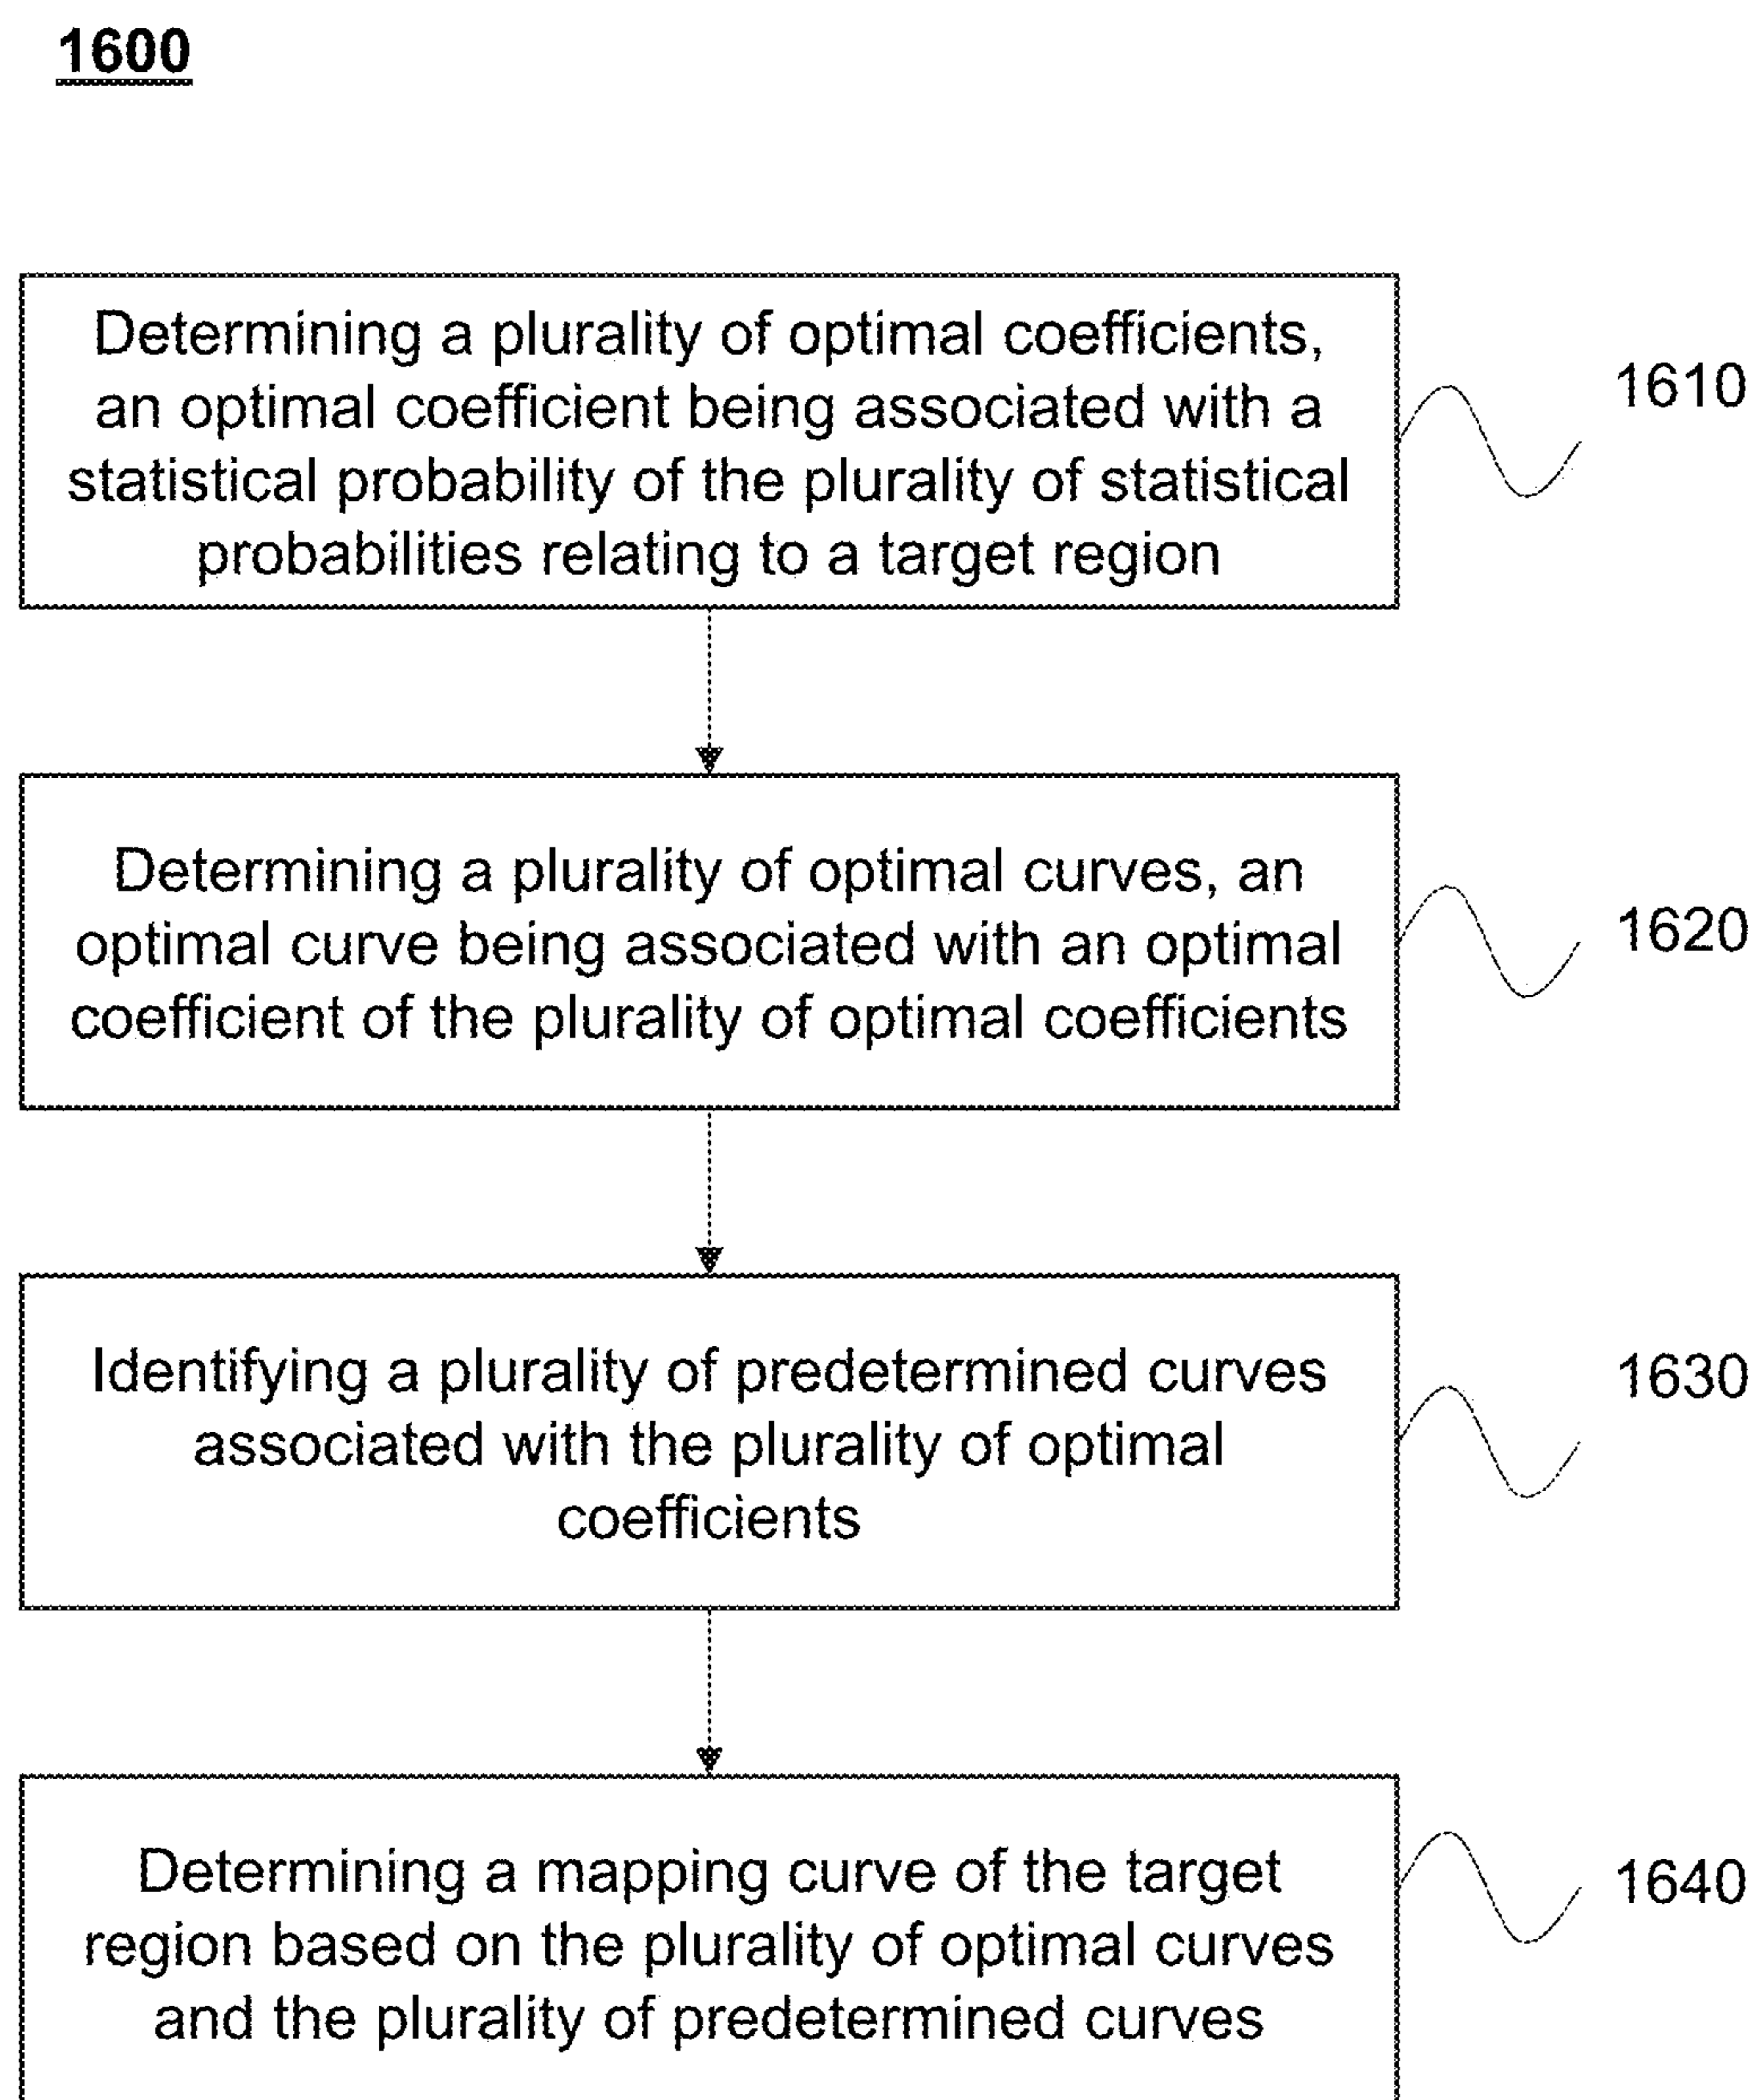 1600
Determining a plurality of optimal coefficients,
an optimal coefficient being associated with a
statistical probability of the plurality of statistical
probabilities relating to a target region
1610
Determining a plurality of optimal curves, an
optimal curve being associated with an optimal
coefficient of the plurality of optimal coefficients
1620
Identifying a plurality of predetermined curves
associated with the plurality of optimal
coefficients
1630
Determining a mapping curve of the target
region based on the plurality of optimal curves
and the plurality of predetermined curves
1640